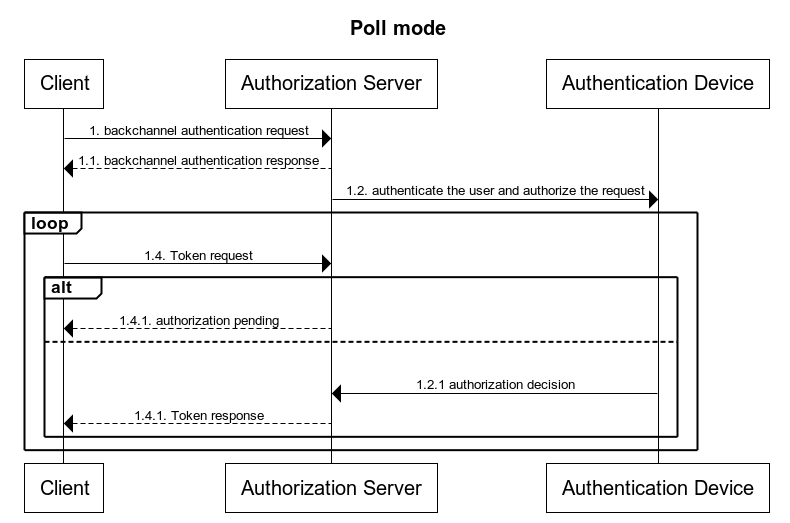 Poll mode
Client
Authorization Server
Authentication Device
1. backchannel authentication request
1.1. backchannel authentication response
1.2. authenticate the user and authorize the request
loop
1.4. Token request
alt
1.4.1. authorization pending
1.2.1 authorization decision
1.4.1. Token response
Client
Authorization Server
Authentication Device